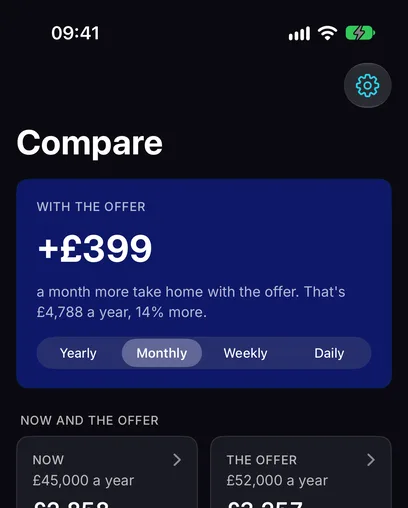 09:41
Compare
WITH THE OFFER
+£399
a month more take home with the offer. That's
£4,788 a year, 14% more.
Yearly Monthly Weekly Daily
NOW AND THE OFFER
NOW
£45,000 a year
THE OFFER
£52,000 a year